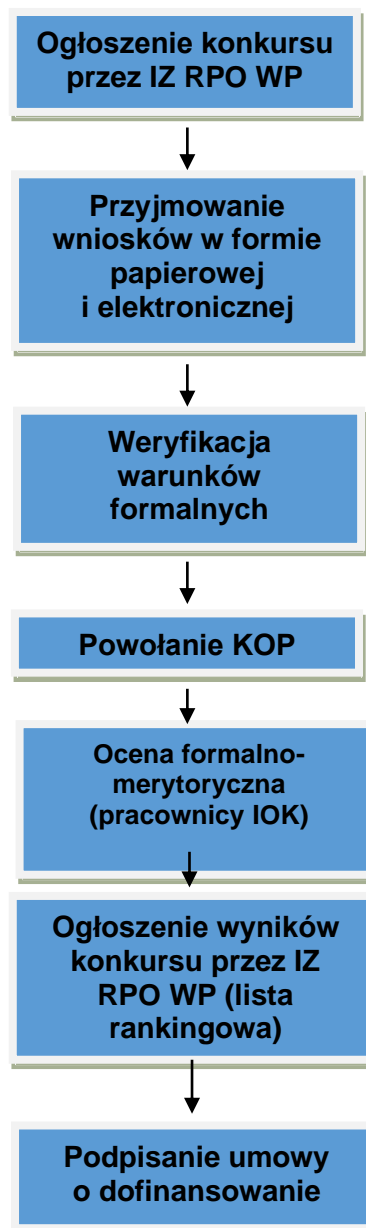 Ogłoszenie konkursu
przez IZ RPO WP
Przyjmowanie
wniosków w formie
papierowej
i elektronicznej
Weryfikacja
warunków
formalnych
Powołanie KOP
Ocena formalno-
merytoryczna
(pracownicy IOK)
Ogłoszenie wyników
konkursu przez IZ
RPO WP (lista
rankingowa)
Podpisanie umowy
o dofinansowanie